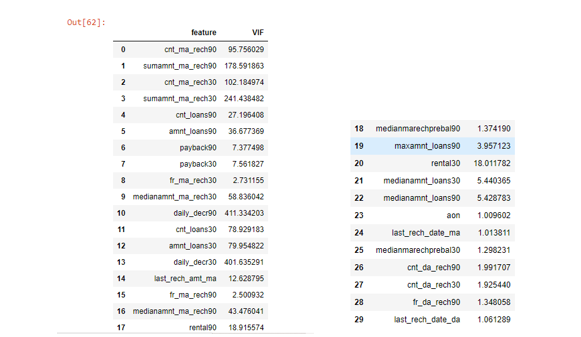 Out[62]:
feature VIF
0 cnt_ma_rech90 95.756029
1 sumamnt_ma_rech90 178.591863
2 cnt_ma_rech30 102.184974
3 sumamnt_ma_rech30 241.438482
4 cnt_loans90 27.196408
5 amnt_loans90 36.677369
6 payback90 7.377498
7 payback30 7.561827
8 fr_ma_rech30 2.731155
9 medianamnt_ma_rech30 58.836042
10 daily_decr90 411.334203
11 cnt_loans30 78.929183
12 amnt_loans30 79.954822
13 daily_decr30 401.635291
14 last_rech_amt_ma 12.628795
15 fr_ma_rech90 2.500932
16 medianamnt_ma_rech90 43.476041
17 rental90 18.915574
18 medianmarechprebal90 1.374190
19 maxamnt_loans90 3.957123
20 rental30 18.011782
21 medianamnt_loans30 5.440365
22 medianamnt_loans90 5.428783
23 aon 1.009602
24 last_rech_date_ma 1.013811
25 medianmarechprebal30 1.298231
26 cnt_da_rech90 1.991707
27 cnt_da_rech30 1.925440
28 fr_da_rech90 1.348058
29 last_rech_date_da 1.061289